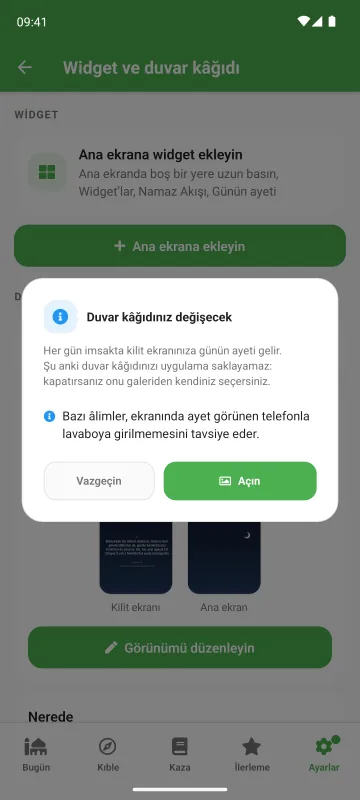 09:41
Widget ve duvar kâğıdı
WİDGET
Ana ekrana widget ekleyin
Ana ekranda boş bir yere uzun basın,
Widget'lar, Namaz Akışı, Günün ayeti
Ana ekrana ekleyin
D
Duvar kâğıdınız değişecek
Her gün imsakta kilit ekranınıza günün ayeti gelir.
Şu anki duvar kâğıdınızı uygulama saklayamaz:
kapatırsanız onu galeriden kendiniz seçersiniz.
Bazı âlimler, ekranında ayet görünen telefonla
lavaboya girilmemesini tavsiye eder.
Vazgeçin
Açın
Kilit ekranı
Ana ekran
Görünümü düzenleyin
Nerede
Bugün
Kıble
Kaza
İlerleme
Ayarlar